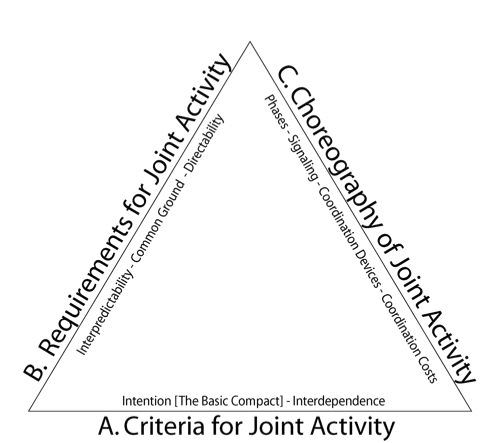 B. Requirements for Joint Activity
Interpredictability - Common Ground - Directability
C. Choreography of Joint Activity
Phases - Signaling - Coordination Devices - Coordination Costs
Intention [The Basic Compact] - Interdependence
A. Criteria for Joint Activity